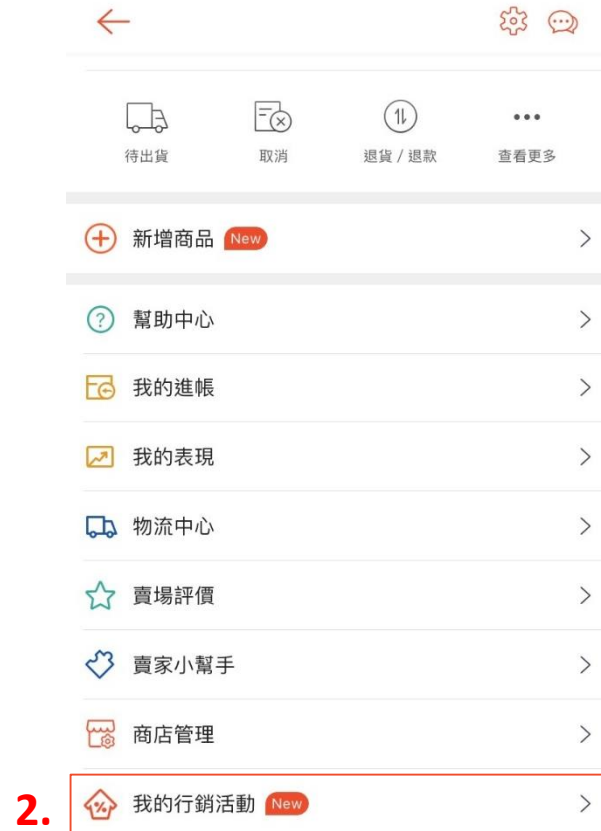 待出貨 取消 退貨 / 退款 查看更多
新增商品 New
幫助中心
我的進帳
我的表現
物流中心
賣場評價
賣家小幫手
商店管理
2. 我的行銷活動 New